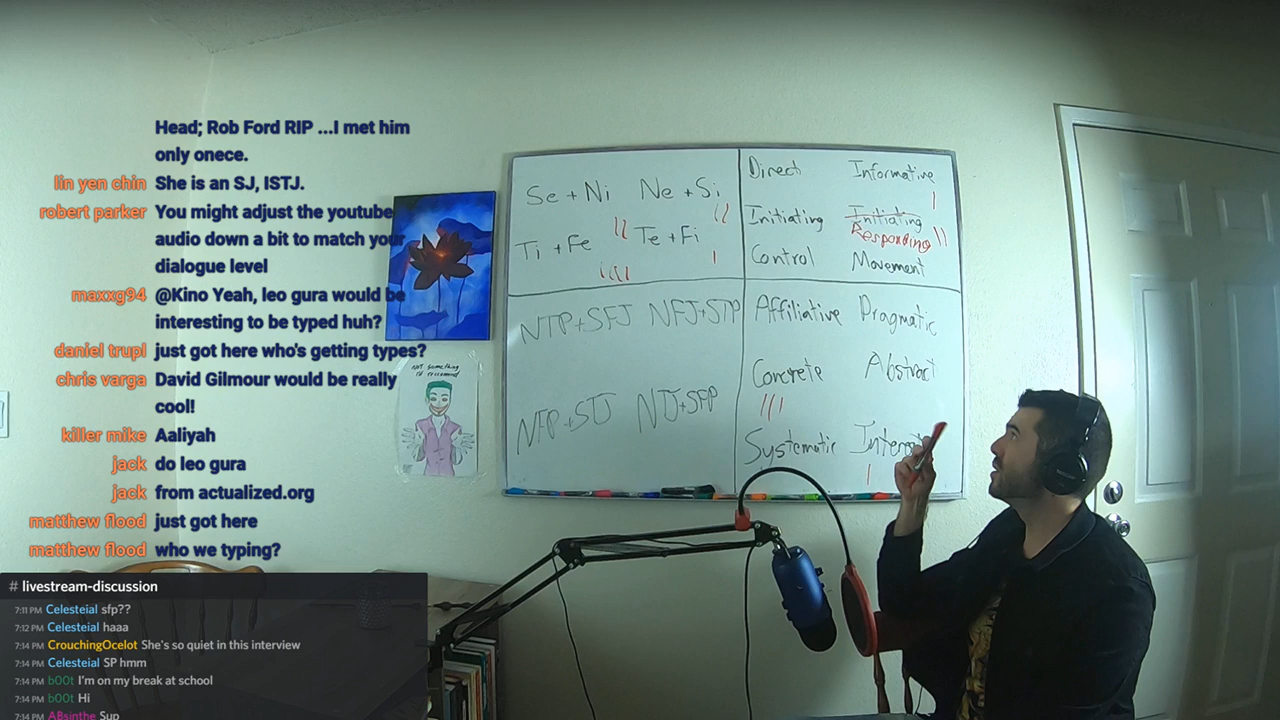 Head; Rob Ford RIP ...I met him
only onece.
lin yen chin She is an SJ, ISTJ.
robert parker You might adjust the youtube
audio down a bit to match your
dialogue level
maxxg94 @Kino Yeah, leo gura would be
interesting to be typed huh?
daniel trupl just got here who's getting types?
chris varga David Gilmour would be really
cool!
killer mike Aaliyah
jack do leo gura
jack from actualized.org
matthew flood just got here
matthew flood who we typing?
# livestream-discussion
7:11 PM Celesteial sfp??
7:12 PM Celesteial haaa
7:14 PM CrouchingOcelot She's so quiet in this interview
7:14 PM Celesteial SP hmm
7:14 PM b00t I'm on my break at school
7:14 PM b00t Hi
7:14 PM ABsinthe Sup
NOT something
I'd recommend
Se + Ni Ne + Si
Ti + Fe Te + Fi
NTP+SFJ NFJ+STP
NFP+STJ NTJ+SFP
Direct Informative
Initiating Initiating
Responding
Control Movement
Affiliative Pragmatic
Concrete Abstract
Systematic